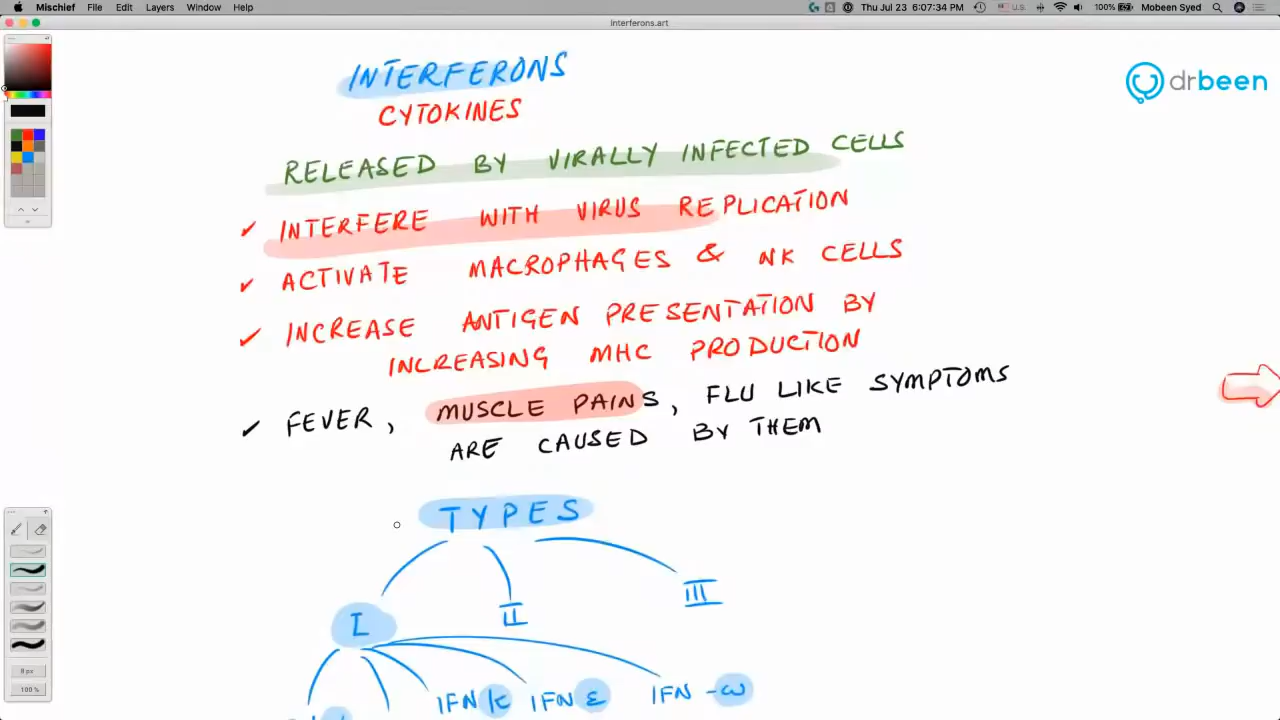 Mischief File Edit Layers Window Help
100% Thu Jul 23 6:07:34 PM Mobeen Syed
interferons.art
drbeen
INTERFERONS
CYTOKINES
RELEASED BY VIRALLY INFECTED CELLS
✓ INTERFERE WITH VIRUS REPLICATION
✓ ACTIVATE MACROPHAGES & NK CELLS
✓ INCREASE ANTIGEN PRESENTATION BY
INCREASING MHC PRODUCTION
✓ FEVER, MUSCLE PAINS, FLU LIKE SYMPTOMS
ARE CAUSED BY THEM
TYPES
I II III
IFN K IFN ε IFN - ω
8 px
100 %